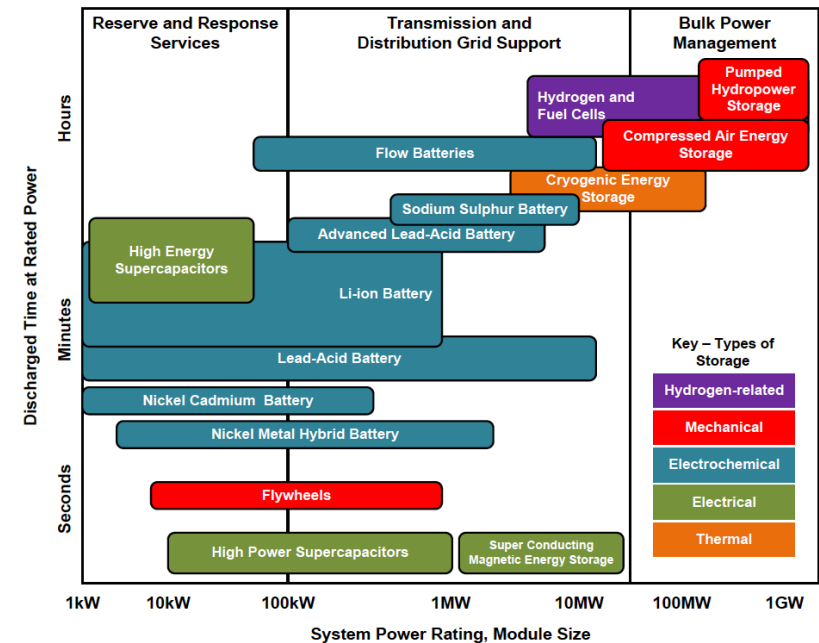 Reserve and Response
Services
Transmission and
Distribution Grid Support
Bulk Power
Management
Discharged Time at Rated Power
Hours
Minutes
Seconds
Pumped
Hydropower
Storage
Hydrogen and
Fuel Cells
Compressed Air Energy
Storage
Flow Batteries
Cryogenic Energy
Storage
Sodium Sulphur Battery
Advanced Lead-Acid Battery
High Energy
Supercapacitors
Li-ion Battery
Lead-Acid Battery
Nickel Cadmium Battery
Nickel Metal Hybrid Battery
Flywheels
High Power Supercapacitors
Super Conducting
Magnetic Energy Storage
Key – Types of
Storage
Hydrogen-related
Mechanical
Electrochemical
Electrical
Thermal
1kW 10kW 100kW 1MW 10MW 100MW 1GW
System Power Rating, Module Size